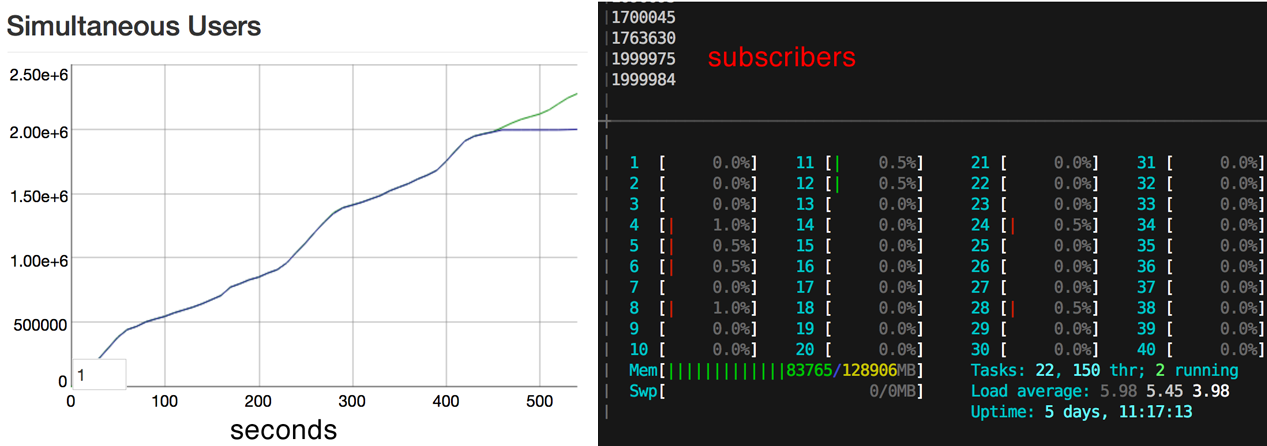 Simultaneous Users
2.50e+6
2.00e+6
1.50e+6
1.00e+6
500000
0
1
0
100
200
300
400
500
seconds
1700045
1763630
1999975
1999984
subscribers
1 [ 0.0%] 11 [| 0.5%] 21 [ 0.0%] 31 [ 0.0%]
2 [ 0.0%] 12 [| 0.5%] 22 [ 0.0%] 32 [ 0.0%]
3 [ 0.0%] 13 [ 0.0%] 23 [ 0.0%] 33 [ 0.0%]
4 [| 1.0%] 14 [ 0.0%] 24 [| 0.5%] 34 [ 0.0%]
5 [| 0.5%] 15 [ 0.0%] 25 [ 0.0%] 35 [ 0.0%]
6 [| 0.5%] 16 [ 0.0%] 26 [ 0.0%] 36 [ 0.0%]
7 [ 0.0%] 17 [ 0.0%] 27 [ 0.0%] 37 [ 0.0%]
8 [| 1.0%] 18 [ 0.0%] 28 [| 0.5%] 38 [ 0.0%]
9 [ 0.0%] 19 [ 0.0%] 29 [ 0.0%] 39 [ 0.0%]
10 [ 0.0%] 20 [ 0.0%] 30 [ 0.0%] 40 [ 0.0%]
Mem[|||||||||||||83765/128906MB] Tasks: 22, 150 thr; 2 running
Swp[ 0/0MB] Load average: 5.98 5.45 3.98
Uptime: 5 days, 11:17:13